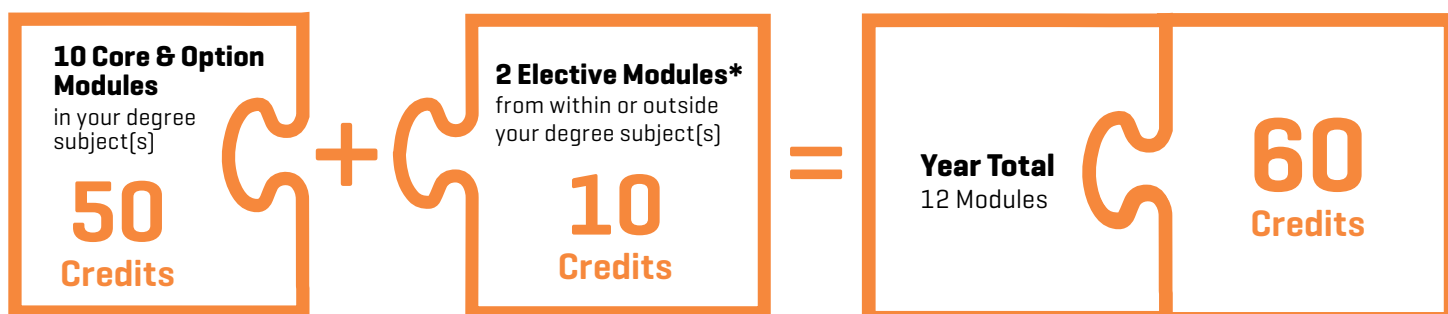 10 Core & Option
Modules
in your degree
subject(s)
50
Credits
+
2 Elective Modules*
from within or outside
your degree subject(s)
10
Credits
=
Year Total
12 Modules
60
Credits